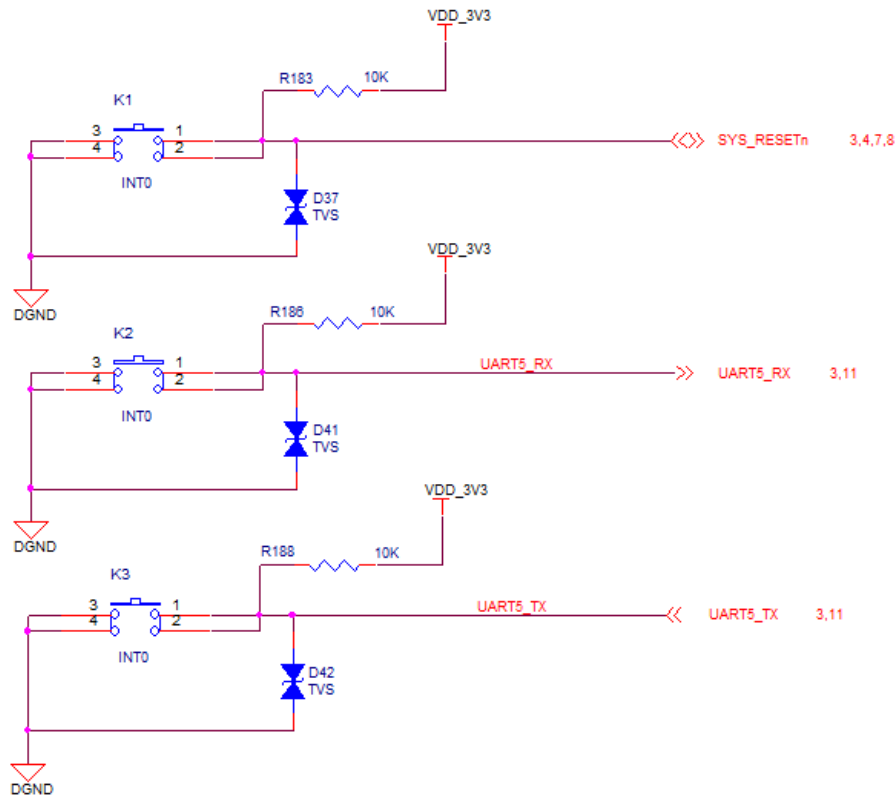 VDD_3V3
R183 10K
K1
3 1
4 2
SYS_RESETn 3,4,7,8
INT0
D37
TVS
DGND
VDD_3V3
R186 10K
K2
3 1
4 2
UART5_RX
UART5_RX 3,11
INT0
D41
TVS
DGND
VDD_3V3
R188 10K
K3
3 1
4 2
UART5_TX
UART5_TX 3,11
INT0
D42
TVS
DGND